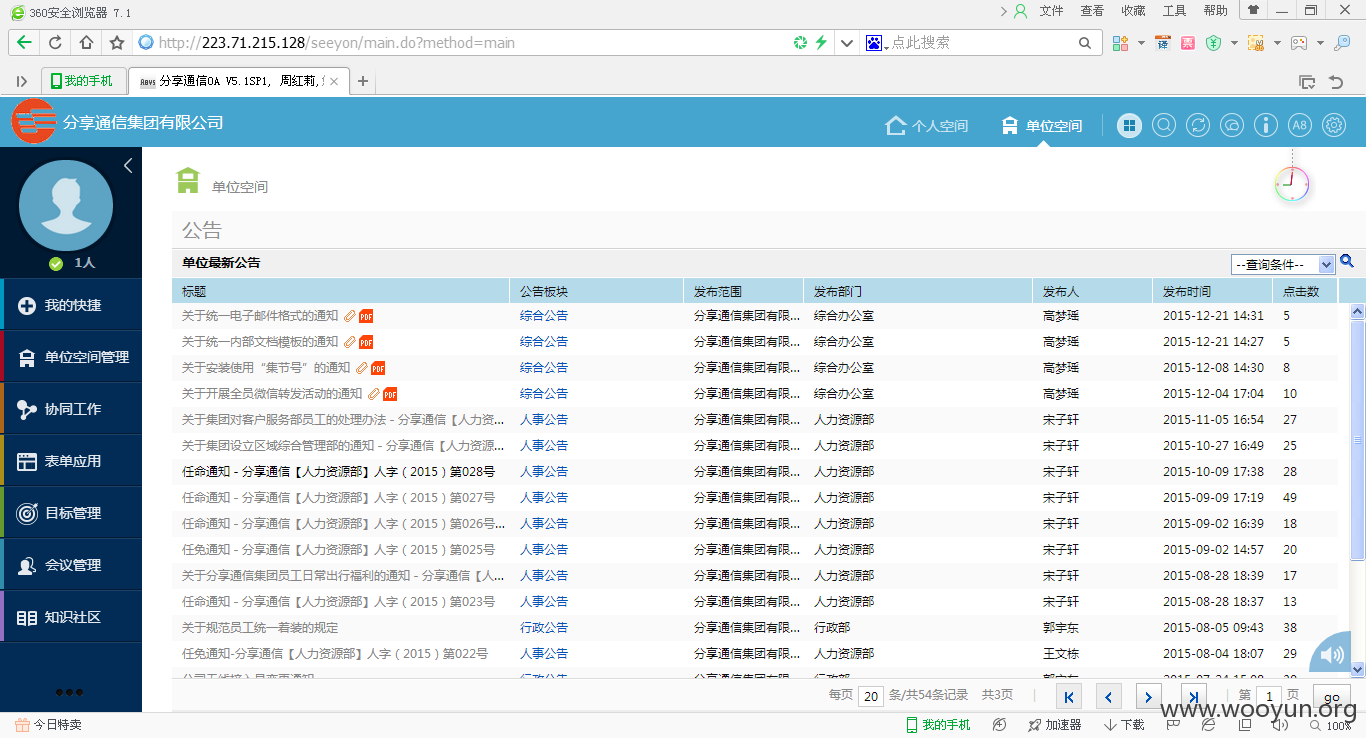 360安全浏览器 7.1 文件 查看 收藏 工具 帮助
http://223.71.215.128/seeyon/main.do?method=main 点此搜索
我的手机 分享通信OA V5.1SP1, 周红莉,
分享通信集团有限公司 个人空间 单位空间 A8
1人
我的快捷
单位空间管理
协同工作
表单应用
目标管理
会议管理
知识社区
单位空间
公告
单位最新公告 --查询条件--
标题 公告板块 发布范围 发布部门 发布人 发布时间 点击数
关于统一电子邮件格式的通知 PDF 综合公告 分享通信集团有限... 综合办公室 高梦瑶 2015-12-21 14:31 5
关于统一内部文档模板的通知 PDF 综合公告 分享通信集团有限... 综合办公室 高梦瑶 2015-12-21 14:27 5
关于安装使用“集节号”的通知 PDF 综合公告 分享通信集团有限... 综合办公室 高梦瑶 2015-12-08 14:30 8
关于开展全员微信转发活动的通知 PDF 综合公告 分享通信集团有限... 综合办公室 高梦瑶 2015-12-04 17:04 10
关于集团对客户服务部员工的处理办法 - 分享通信【人力资... 人事公告 分享通信集团有限... 人力资源部 宋子轩 2015-11-05 16:54 27
关于集团设立区域综合管理部的通知 - 分享通信【人力资源... 人事公告 分享通信集团有限... 人力资源部 宋子轩 2015-10-27 16:49 25
任命通知 - 分享通信【人力资源部】人字（2015）第028号 人事公告 分享通信集团有限... 人力资源部 宋子轩 2015-10-09 17:38 28
任命通知 - 分享通信【人力资源部】人字（2015）第027号 人事公告 分享通信集团有限... 人力资源部 宋子轩 2015-09-09 17:19 49
任命通知 - 分享通信【人力资源部】人字（2015）第026号... 人事公告 分享通信集团有限... 人力资源部 宋子轩 2015-09-02 16:39 18
任免通知 - 分享通信【人力资源部】人字（2015）第025号 人事公告 分享通信集团有限... 人力资源部 宋子轩 2015-09-02 14:57 20
关于分享通信集团员工日常出行福利的通知 - 分享通信【人... 人事公告 分享通信集团有限... 人力资源部 宋子轩 2015-08-28 18:39 17
任命通知 - 分享通信【人力资源部】人字（2015）第023号 人事公告 分享通信集团有限... 人力资源部 宋子轩 2015-08-28 18:37 13
关于规范员工统一着装的规定 行政公告 分享通信集团有限... 行政部 郭宇东 2015-08-05 09:43 38
任免通知-分享通信【人力资源部】人字（2015）第022号 人事公告 分享通信集团有限... 人力资源部 王文栋 2015-08-04 18:07 29
每页 20 条/共54条记录 共3页 第 1 页 go
www.wooyun.org
今日特卖 我的手机 加速器 下载 100%